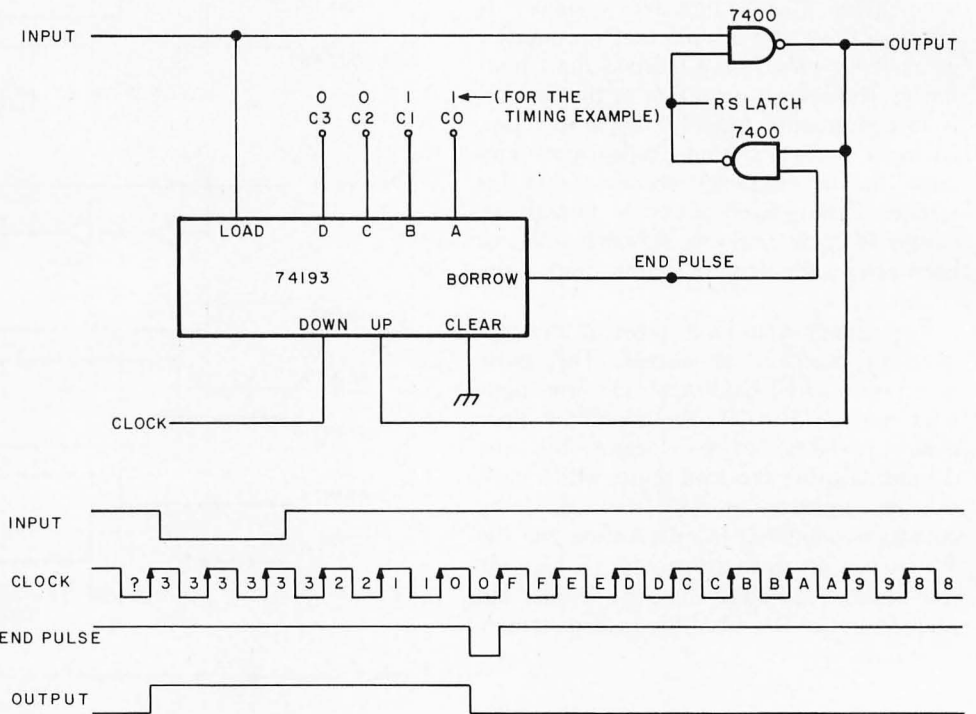 7400
INPUT
OUTPUT
0 0 1 1 ← (FOR THE
C3 C2 C1 C0 TIMING EXAMPLE)
RS LATCH
7400
LOAD D C B A
END PULSE
74193 BORROW
DOWN UP CLEAR
CLOCK
INPUT
CLOCK ? 3 3 3 3 3 2 2 1 1 0 0 F F E E D D C C B B A A 9 9 8 8
END PULSE
OUTPUT